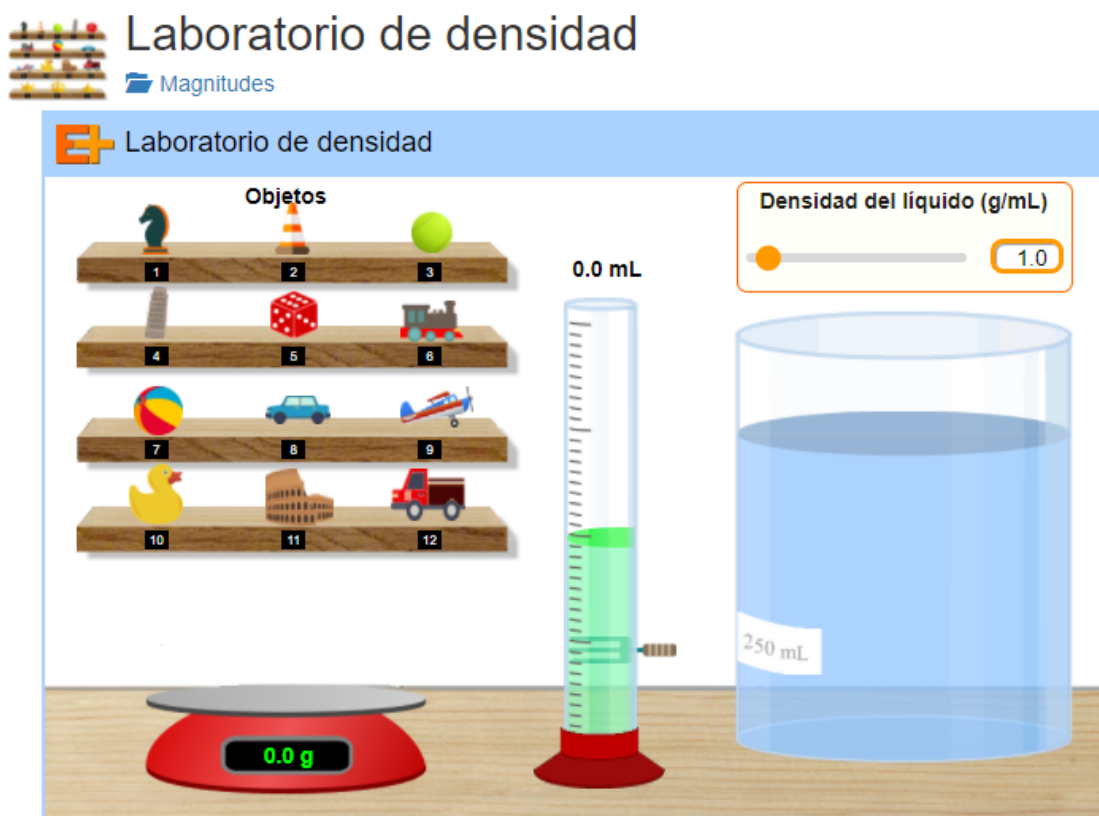 Laboratorio de densidad
Magnitudes
E+ Laboratorio de densidad
Objetos
1 2 3
4 5 6
7 8 9
10 11 12
0.0 mL
Densidad del líquido (g/mL)
1.0
250 mL
0.0 g